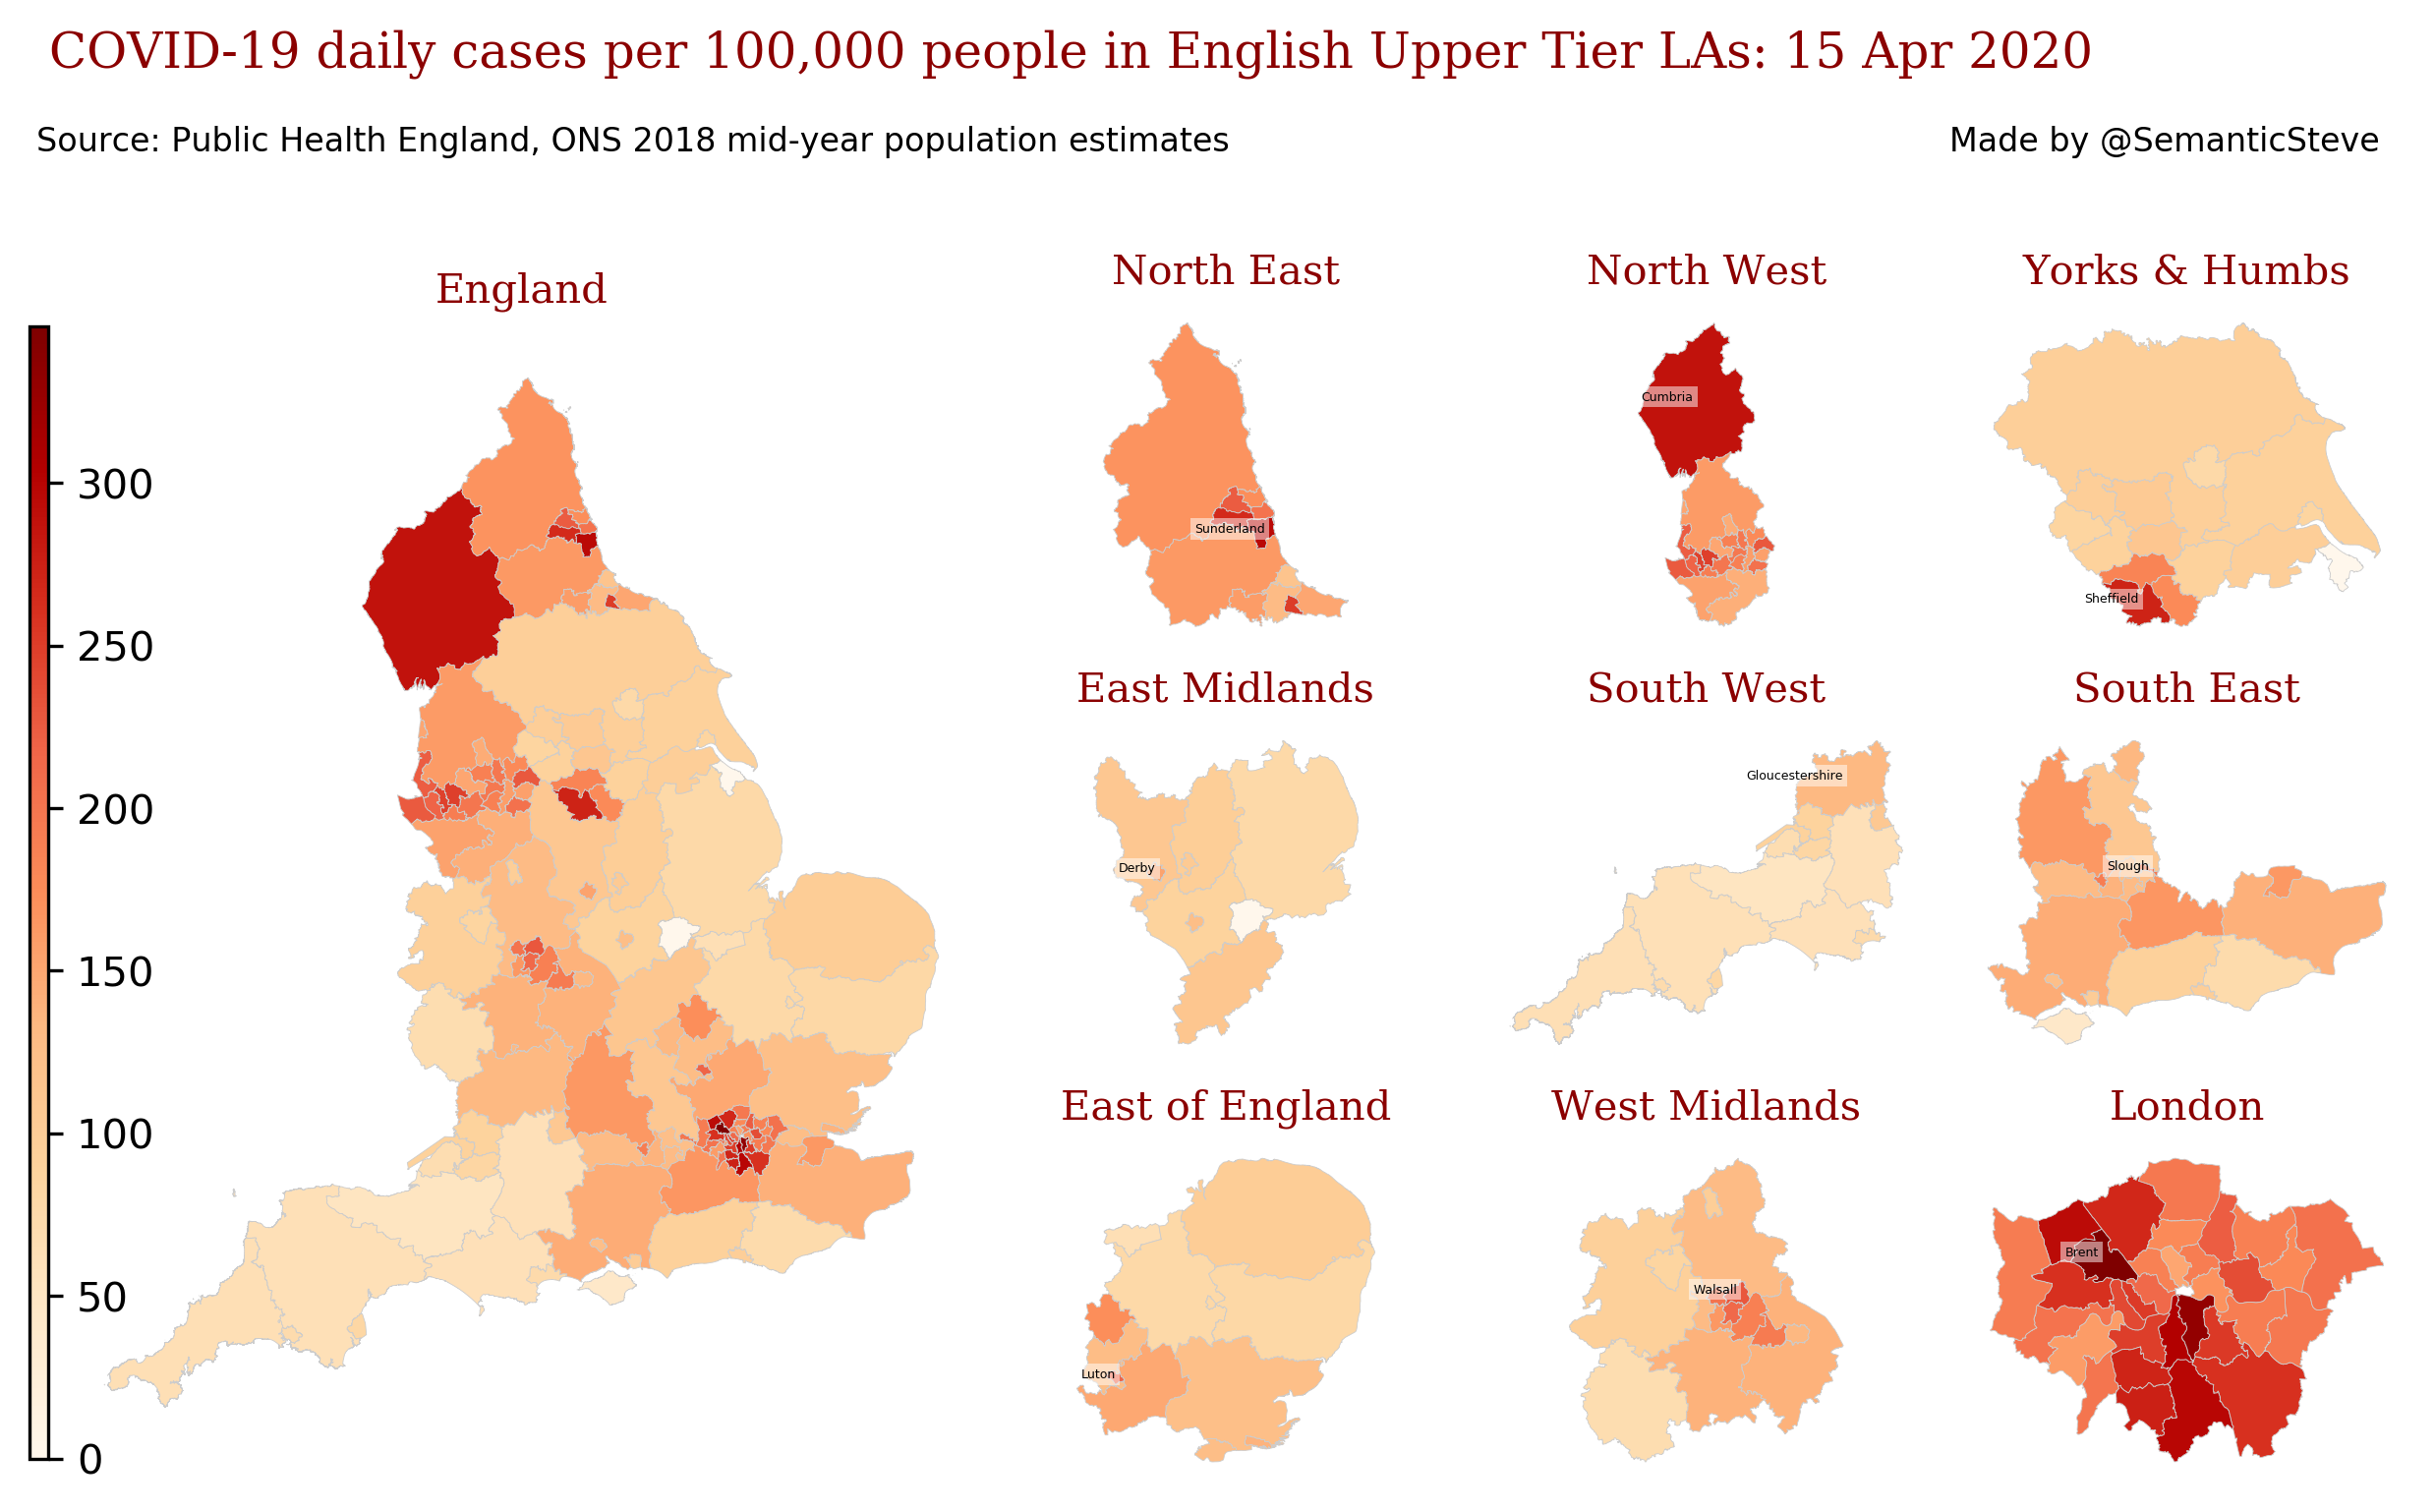 COVID-19 daily cases per 100,000 people in English Upper Tier LAs: 15 Apr 2020
Source: Public Health England, ONS 2018 mid-year population estimates
Made by @SemanticSteve
England
300
250
200
150
100
50
0
North East
Sunderland
North West
Cumbria
Yorks & Humbs
Sheffield
East Midlands
Derby
South West
Gloucestershire
South East
Slough
East of England
Luton
West Midlands
Walsall
London
Brent